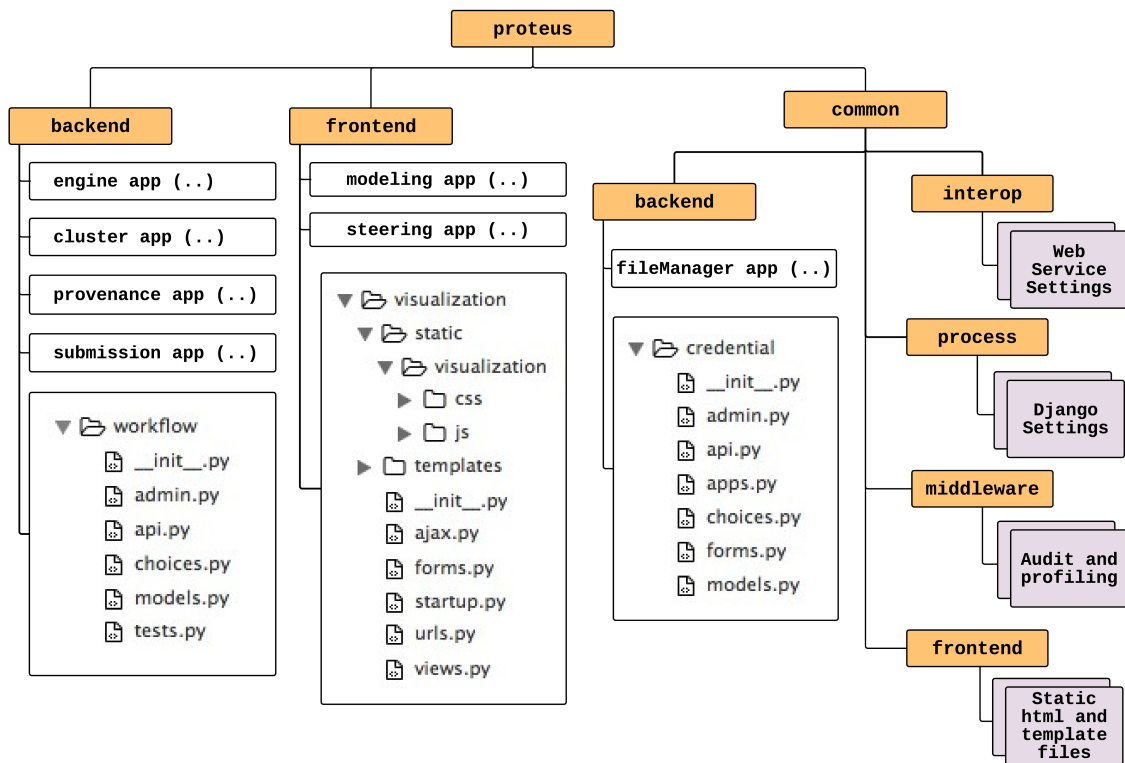 proteus
backend
engine app (..)
cluster app (..)
provenance app (..)
submission app (..)
workflow
__init__.py
admin.py
api.py
choices.py
models.py
tests.py
frontend
modeling app (..)
steering app (..)
visualization
static
visualization
css
js
templates
__init__.py
ajax.py
forms.py
startup.py
urls.py
views.py
common
backend
fileManager app (..)
credential
__init__.py
admin.py
api.py
apps.py
choices.py
forms.py
models.py
interop
Web
Service
Settings
process
Django
Settings
middleware
Audit and
profiling
frontend
Static
html and
template
files